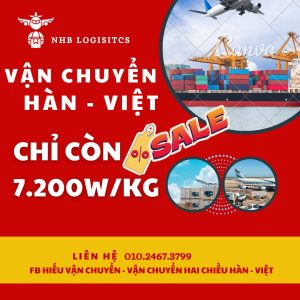 NHB LOGISITCS
Canva
VẬN CHUYỂN
HÀN - VIỆT
CHỈ CÒN
SALE
7.200W/KG
LIÊN HỆ 010.2467.3799
FB HIẾU VẬN CHUYỂN - VẬN CHUYỂN HAI CHIỀU HÀN - VIỆT